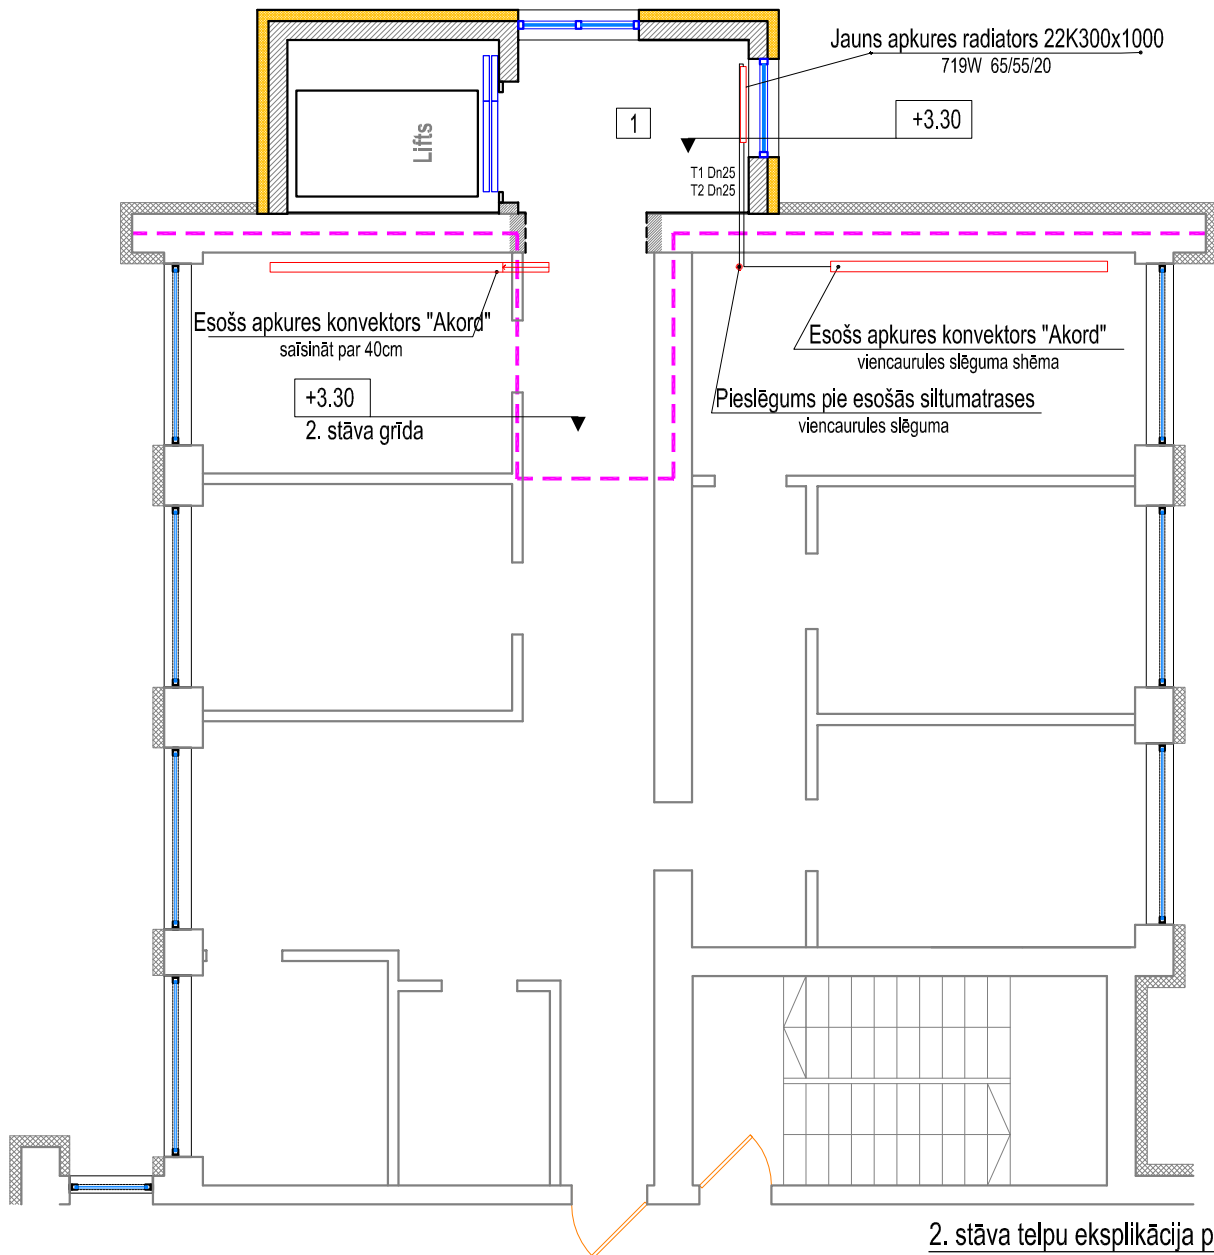 Jauns apkures radiators 22K300x1000
719W 65/55/20
1
+3.30
Lifts
T1 Dn25
T2 Dn25
Esošs apkures konvektors "Akord"
saīsināt par 40cm
Esošs apkures konvektors "Akord"
viencaurules slēguma shēma
+3.30
2. stāva grīda
Pieslēgums pie esošās siltumatrases
viencaurules slēguma
2. stāva telpu eksplikācija p